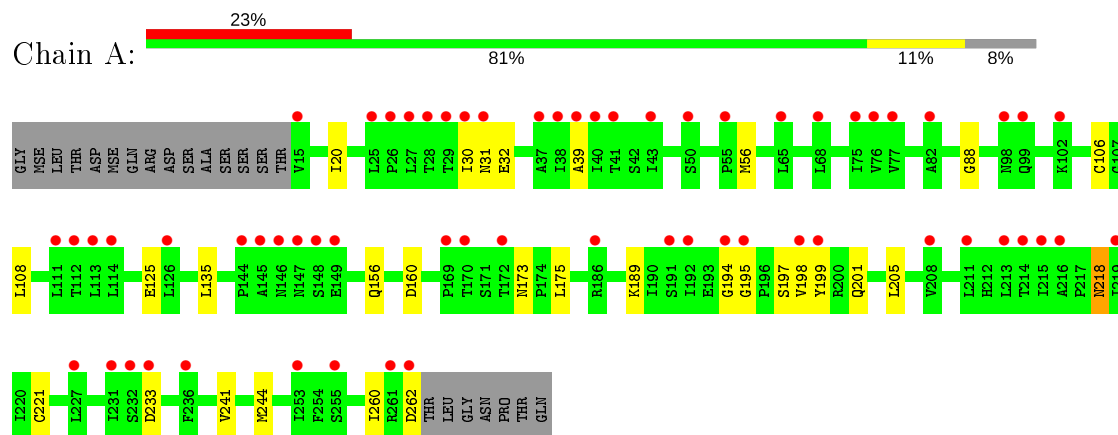 23%
Chain A:
81% 11% 8%
GLY MSE LEU THR ASP MSE GLN ARG ASP SER ALA SER SER SER THR V15 I20 L25 P26 L27 T28 T29 I30 N31 E32 A37 I38 A39 I40 T41 S42 I43 S50 P55 M56 L65 L68 I75 V76 V77 A82 G88 N98 Q99 K102 C106 G107
L108 L111 T112 L113 L114 E125 L126 L135 P144 A145 N146 N147 S148 E149 Q156 D160 P169 T170 S171 T172 N173 P174 L175 R186 K189 I190 S191 I192 E193 G194 G195 P196 S197 V198 Y199 R200 Q201 L205 V208 L211 H212 L213 T214 I215 A216 P217 N218 I219
I220 C221 L227 I231 S232 D233 F236 V241 M244 I253 F254 S255 I260 R261 D262 THR LEU GLY ASN PRO THR GLN